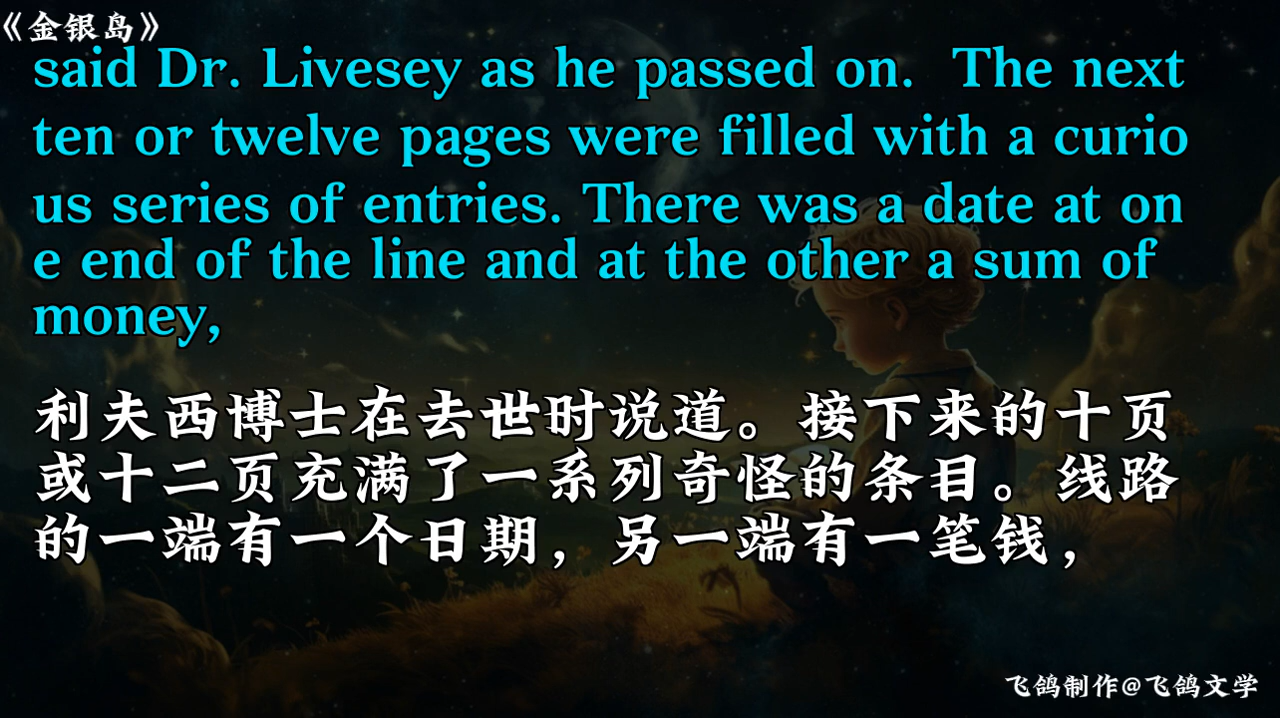 《金银岛》
said Dr. Livesey as he passed on.  The next
ten or twelve pages were filled with a curio
us series of entries. There was a date at on
e end of the line and at the other a sum of
money,
利夫西博士在去世时说道。接下来的十页
或十二页充满了一系列奇怪的条目。线路
的一端有一个日期，另一端有一笔钱，
飞鸽制作@飞鸽文学